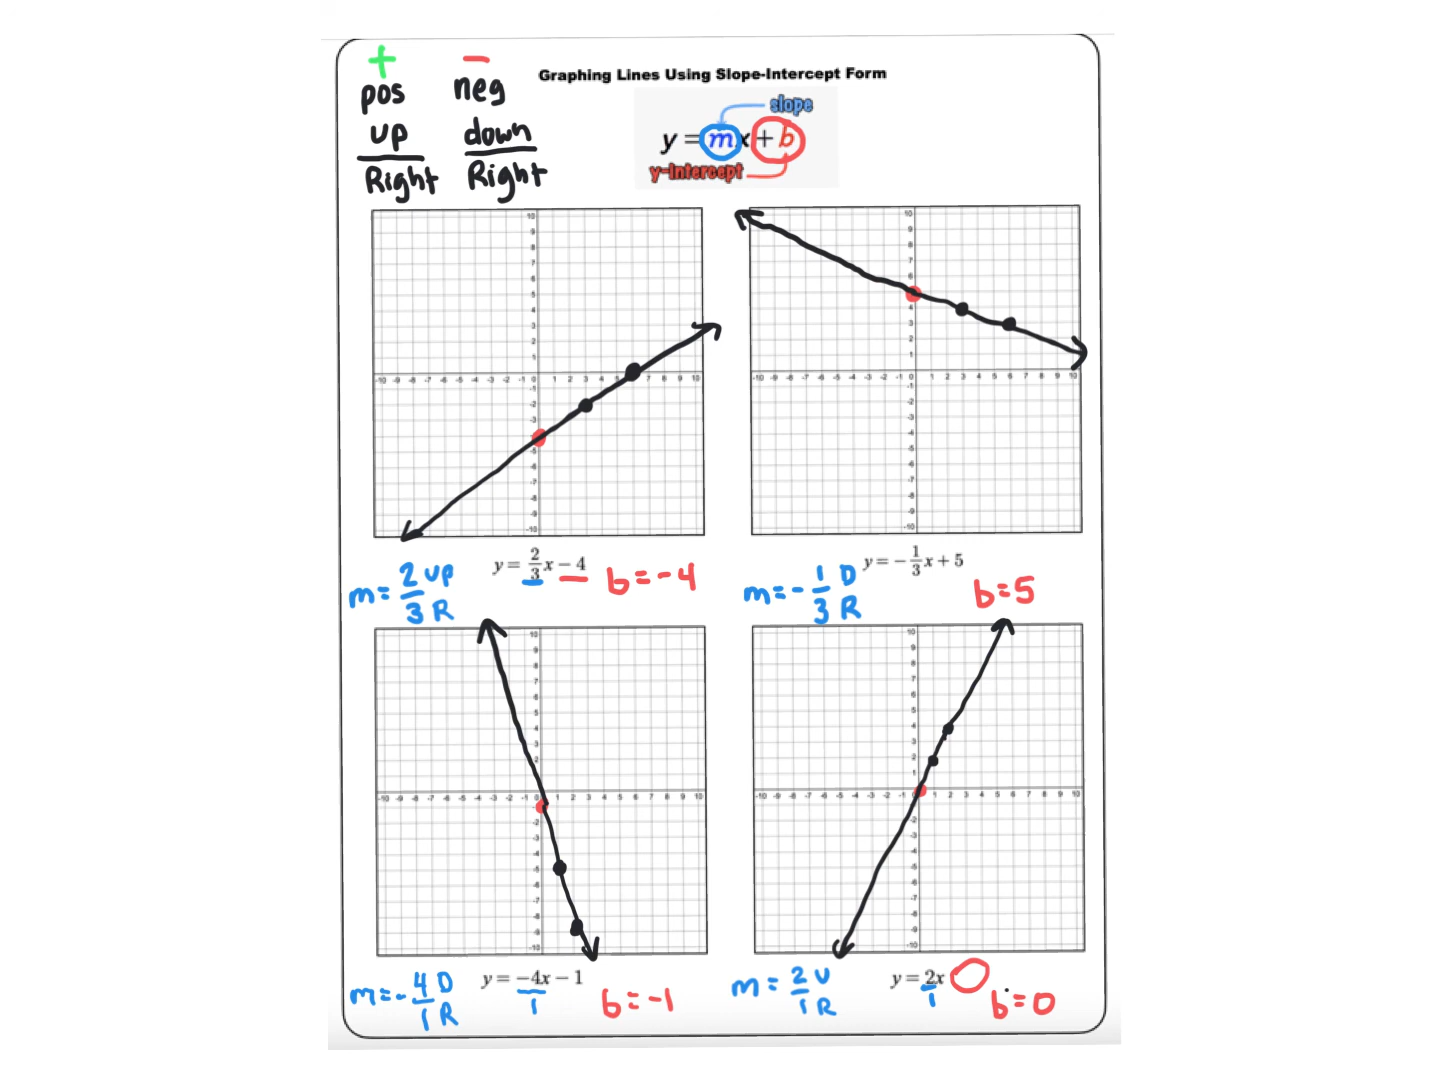 + −
pos neg
up down
Right Right
Graphing Lines Using Slope-Intercept Form
slope
y = mx + b
y-intercept
y = 2/3 x − 4
m = 2/3 UP R
− b = −4
y = − 1/3 x + 5
m = − 1/3 D R
b = 5
y = −4x − 1
1
m = − 4/1 D R
b = −1
y = 2x
1
m = 2/1 U R
b = 0